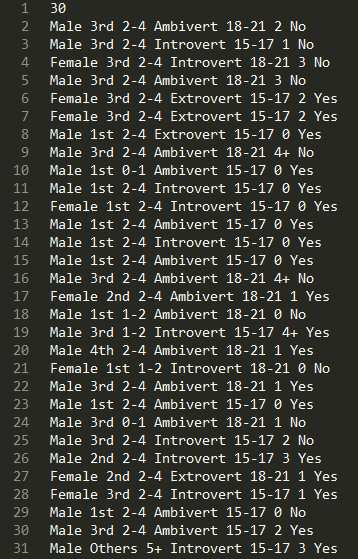 1 30
2 Male 3rd 2-4 Ambivert 18-21 2 No
3 Male 3rd 2-4 Introvert 15-17 1 No
4 Female 3rd 2-4 Introvert 18-21 3 No
5 Male 3rd 2-4 Ambivert 18-21 3 No
6 Female 3rd 2-4 Extrovert 15-17 2 Yes
7 Female 3rd 2-4 Extrovert 15-17 2 Yes
8 Male 1st 2-4 Extrovert 15-17 0 Yes
9 Male 3rd 2-4 Ambivert 18-21 4+ No
10 Male 1st 0-1 Ambivert 15-17 0 Yes
11 Male 1st 2-4 Introvert 15-17 0 Yes
12 Female 1st 2-4 Introvert 15-17 0 Yes
13 Male 1st 2-4 Ambivert 15-17 0 Yes
14 Male 1st 2-4 Introvert 15-17 0 Yes
15 Male 1st 2-4 Ambivert 15-17 0 Yes
16 Male 3rd 2-4 Ambivert 18-21 4+ No
17 Female 2nd 2-4 Ambivert 18-21 1 Yes
18 Male 1st 1-2 Ambivert 18-21 0 No
19 Male 3rd 1-2 Introvert 15-17 4+ Yes
20 Male 4th 2-4 Ambivert 18-21 1 Yes
21 Female 1st 1-2 Introvert 18-21 0 No
22 Male 3rd 2-4 Ambivert 18-21 1 Yes
23 Male 1st 2-4 Ambivert 15-17 0 Yes
24 Male 3rd 0-1 Ambivert 18-21 1 No
25 Male 3rd 2-4 Introvert 15-17 2 No
26 Male 2nd 2-4 Introvert 15-17 3 Yes
27 Female 2nd 2-4 Extrovert 18-21 1 Yes
28 Female 3rd 2-4 Introvert 15-17 1 Yes
29 Male 1st 2-4 Ambivert 15-17 0 No
30 Male 3rd 2-4 Ambivert 15-17 2 Yes
31 Male Others 5+ Introvert 15-17 3 Yes